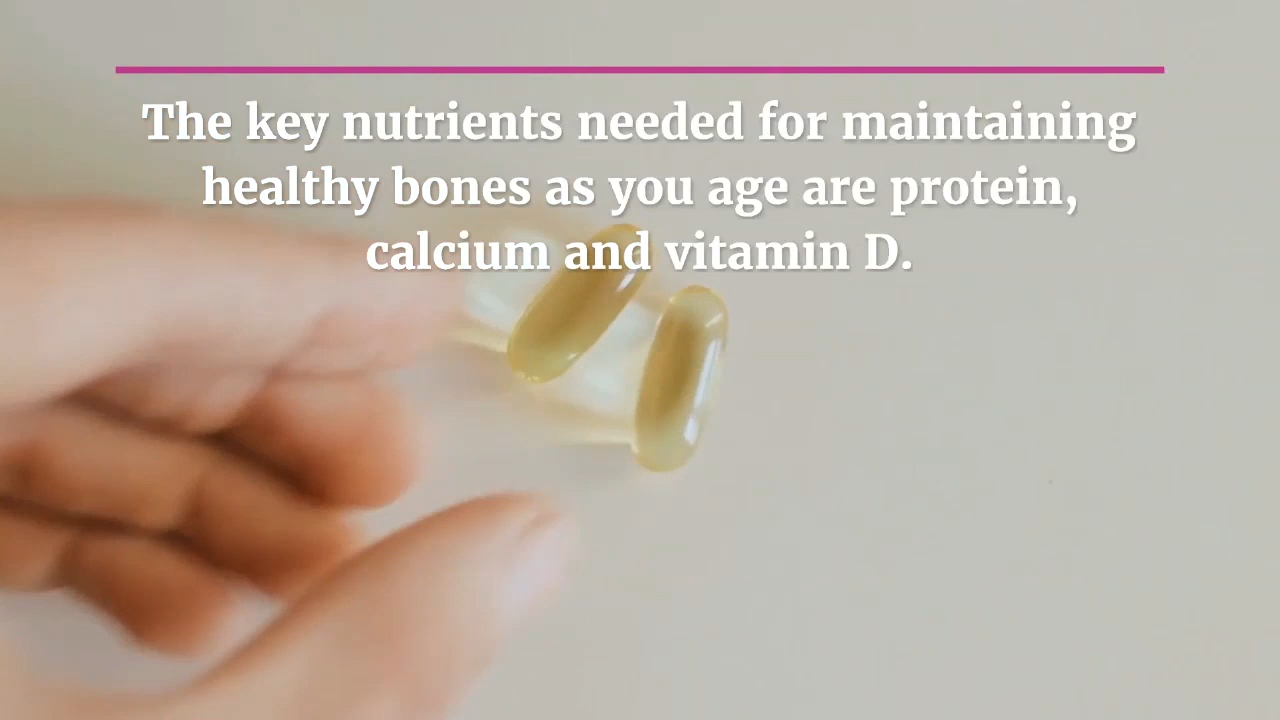 The key nutrients needed for maintaining
healthy bones as you age are protein,
calcium and vitamin D.